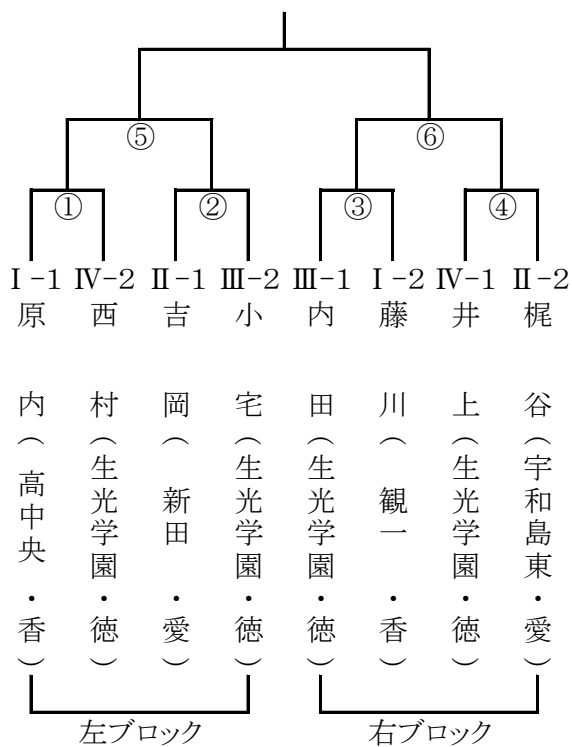 ⑤ ⑥
① ② ③ ④
Ⅰ-1 Ⅳ-2 Ⅱ-1 Ⅲ-2 Ⅲ-1 Ⅰ-2 Ⅳ-1 Ⅱ-2
原内（高中央・香）
西村（生光学園・徳）
吉岡（新田・愛）
小宅（生光学園・徳）
内田（生光学園・徳）
藤川（観一・香）
井上（生光学園・徳）
梶谷（宇和島東・愛）
左ブロック 右ブロック